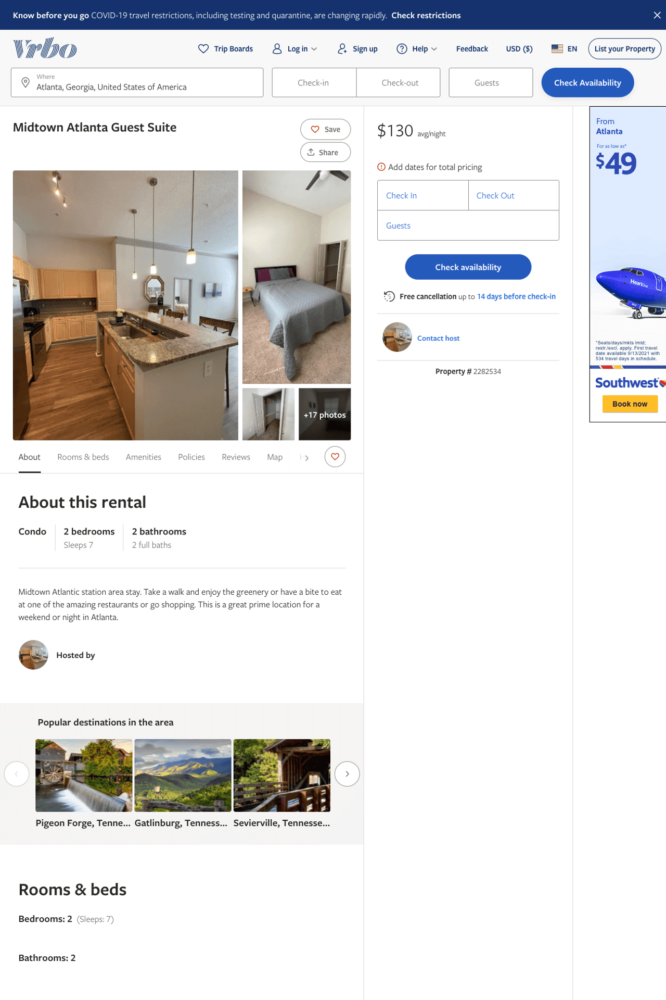 Know before you go COVID-19 travel restrictions, including testing and quarantine, are changing rapidly. Check restrictions
Vrbo
Trip Boards
Log in
Sign up
Help
Feedback
USD ($)
EN
List your Property
Where
Atlanta, Georgia, United States of America
Check-in
Check-out
Guests
Check Availability
Midtown Atlanta Guest Suite
Save
Share
+17 photos
$130 avg/night
Add dates for total pricing
Check In
Check Out
Guests
Check availability
Free cancellation up to 14 days before check-in
Contact host
Property # 2282534
From
Atlanta
For as low as*
$49
HeartOne
*Seats/days/mkts lmtd;
restr./excl. apply. First travel
date available 9/13/2021 with
534 travel days in schedule.
Southwest
Book now
About
Rooms & beds
Amenities
Policies
Reviews
Map
About this rental
Condo
2 bedrooms
Sleeps 7
2 bathrooms
2 full baths
Midtown Atlantic station area stay. Take a walk and enjoy the greenery or have a bite to eat
at one of the amazing restaurants or go shopping. This is a great prime location for a
weekend or night in Atlanta.
Hosted by
Popular destinations in the area
Pigeon Forge, Tenne...
Gatlinburg, Tenness...
Sevierville, Tennesse...
Rooms & beds
Bedrooms: 2 (Sleeps: 7)
Bathrooms: 2